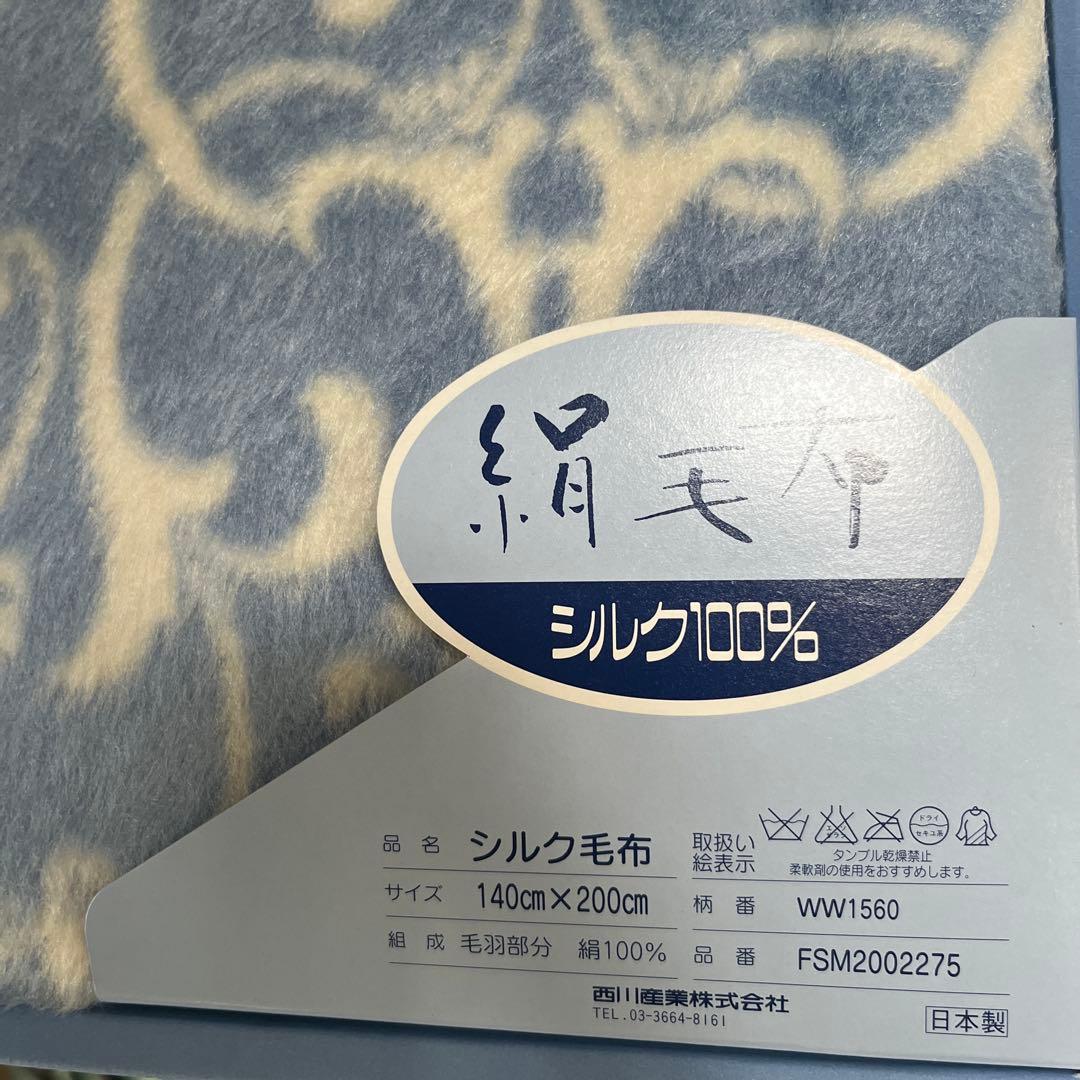 絹毛布
シルク100%
品名 シルク毛布
サイズ 140cm×200cm
組成 毛羽部分 絹100%
取扱い
絵表示
ドライ
セキユ系
タンブル乾燥禁止
柔軟剤の使用をおすすめします。
柄番 WW1560
品番 FSM2002275
西川産業株式会社
TEL.03-3664-8161
日本製